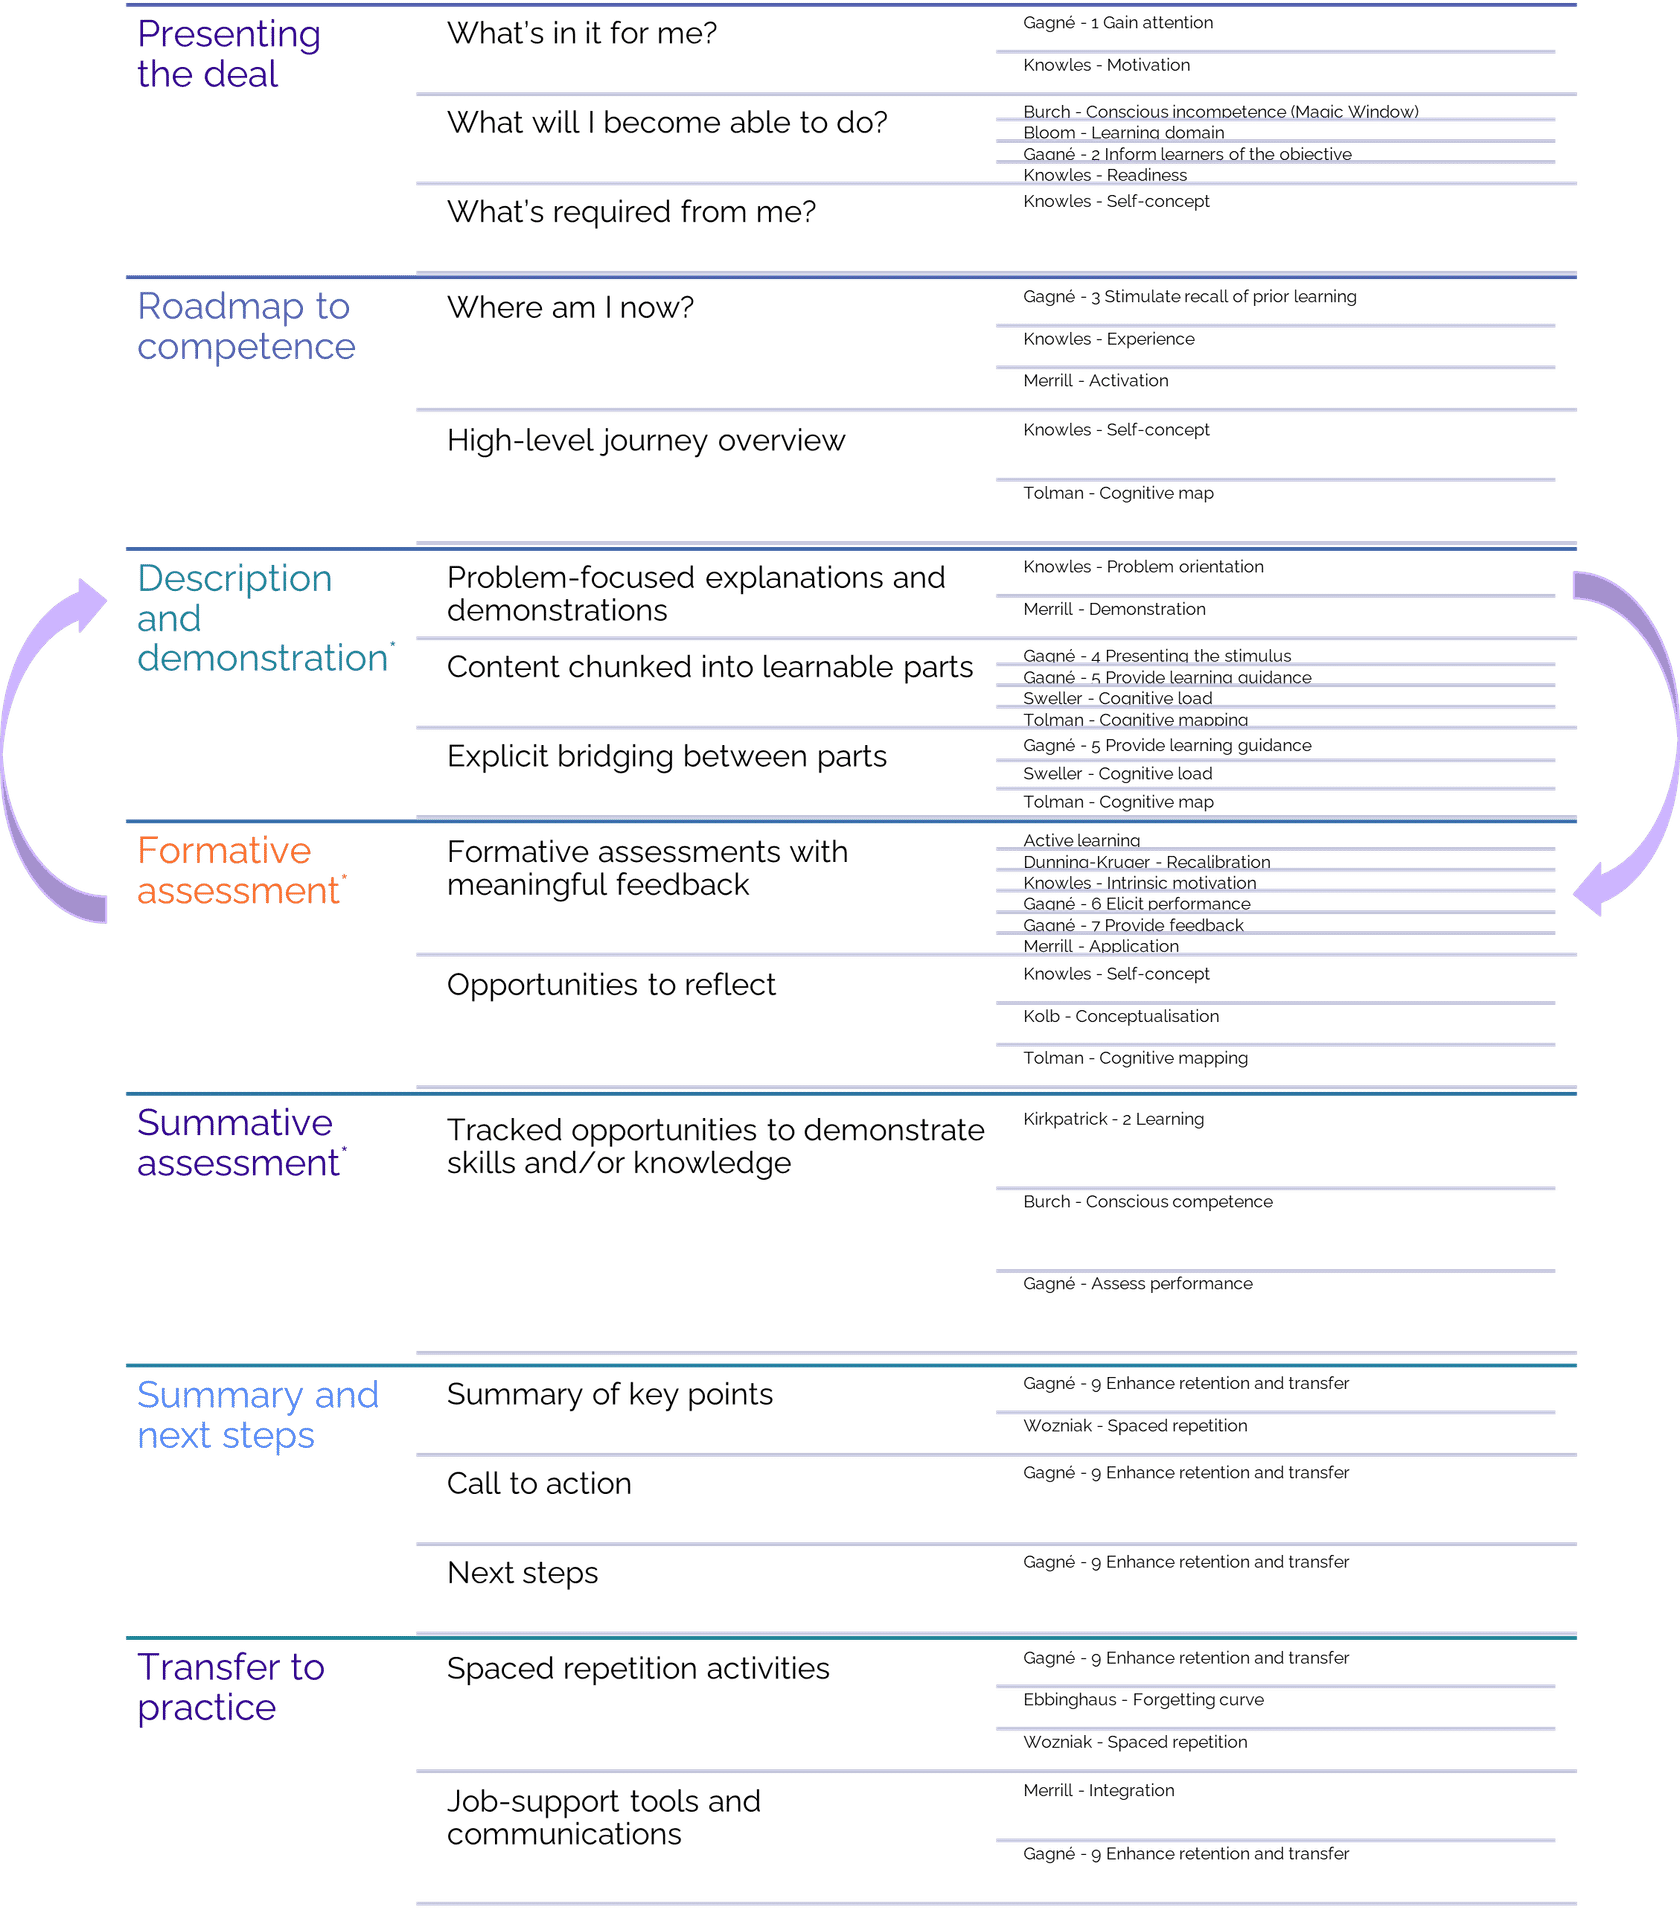 Presenting
the deal
What's in it for me?
Gagné - 1 Gain attention
Knowles - Motivation
What will I become able to do?
Burch - Conscious incompetence (Magic Window)
Bloom - Learning domain
Gagné - 2 Inform learners of the objective
Knowles - Readiness
What's required from me?
Knowles - Self-concept
Roadmap to
competence
Where am I now?
Gagné - 3 Stimulate recall of prior learning
Knowles - Experience
Merrill - Activation
High-level journey overview
Knowles - Self-concept
Tolman - Cognitive map
Description
and
demonstration*
Problem-focused explanations and
demonstrations
Knowles - Problem orientation
Merrill - Demonstration
Content chunked into learnable parts
Gagné - 4 Presenting the stimulus
Gagné - 5 Provide learning guidance
Sweller - Cognitive load
Tolman - Cognitive mapping
Explicit bridging between parts
Gagné - 5 Provide learning guidance
Sweller - Cognitive load
Tolman - Cognitive map
Formative
assessment*
Formative assessments with
meaningful feedback
Active learning
Dunning-Kruger - Recalibration
Knowles - Intrinsic motivation
Gagné - 6 Elicit performance
Gagné - 7 Provide feedback
Merrill - Application
Opportunities to reflect
Knowles - Self-concept
Kolb - Conceptualisation
Tolman - Cognitive mapping
Summative
assessment*
Tracked opportunities to demonstrate
skills and/or knowledge
Kirkpatrick - 2 Learning
Burch - Conscious competence
Gagné - Assess performance
Summary and
next steps
Summary of key points
Gagné - 9 Enhance retention and transfer
Wozniak - Spaced repetition
Call to action
Gagné - 9 Enhance retention and transfer
Next steps
Gagné - 9 Enhance retention and transfer
Transfer to
practice
Spaced repetition activities
Gagné - 9 Enhance retention and transfer
Ebbinghaus - Forgetting curve
Wozniak - Spaced repetition
Job-support tools and
communications
Merrill - Integration
Gagné - 9 Enhance retention and transfer